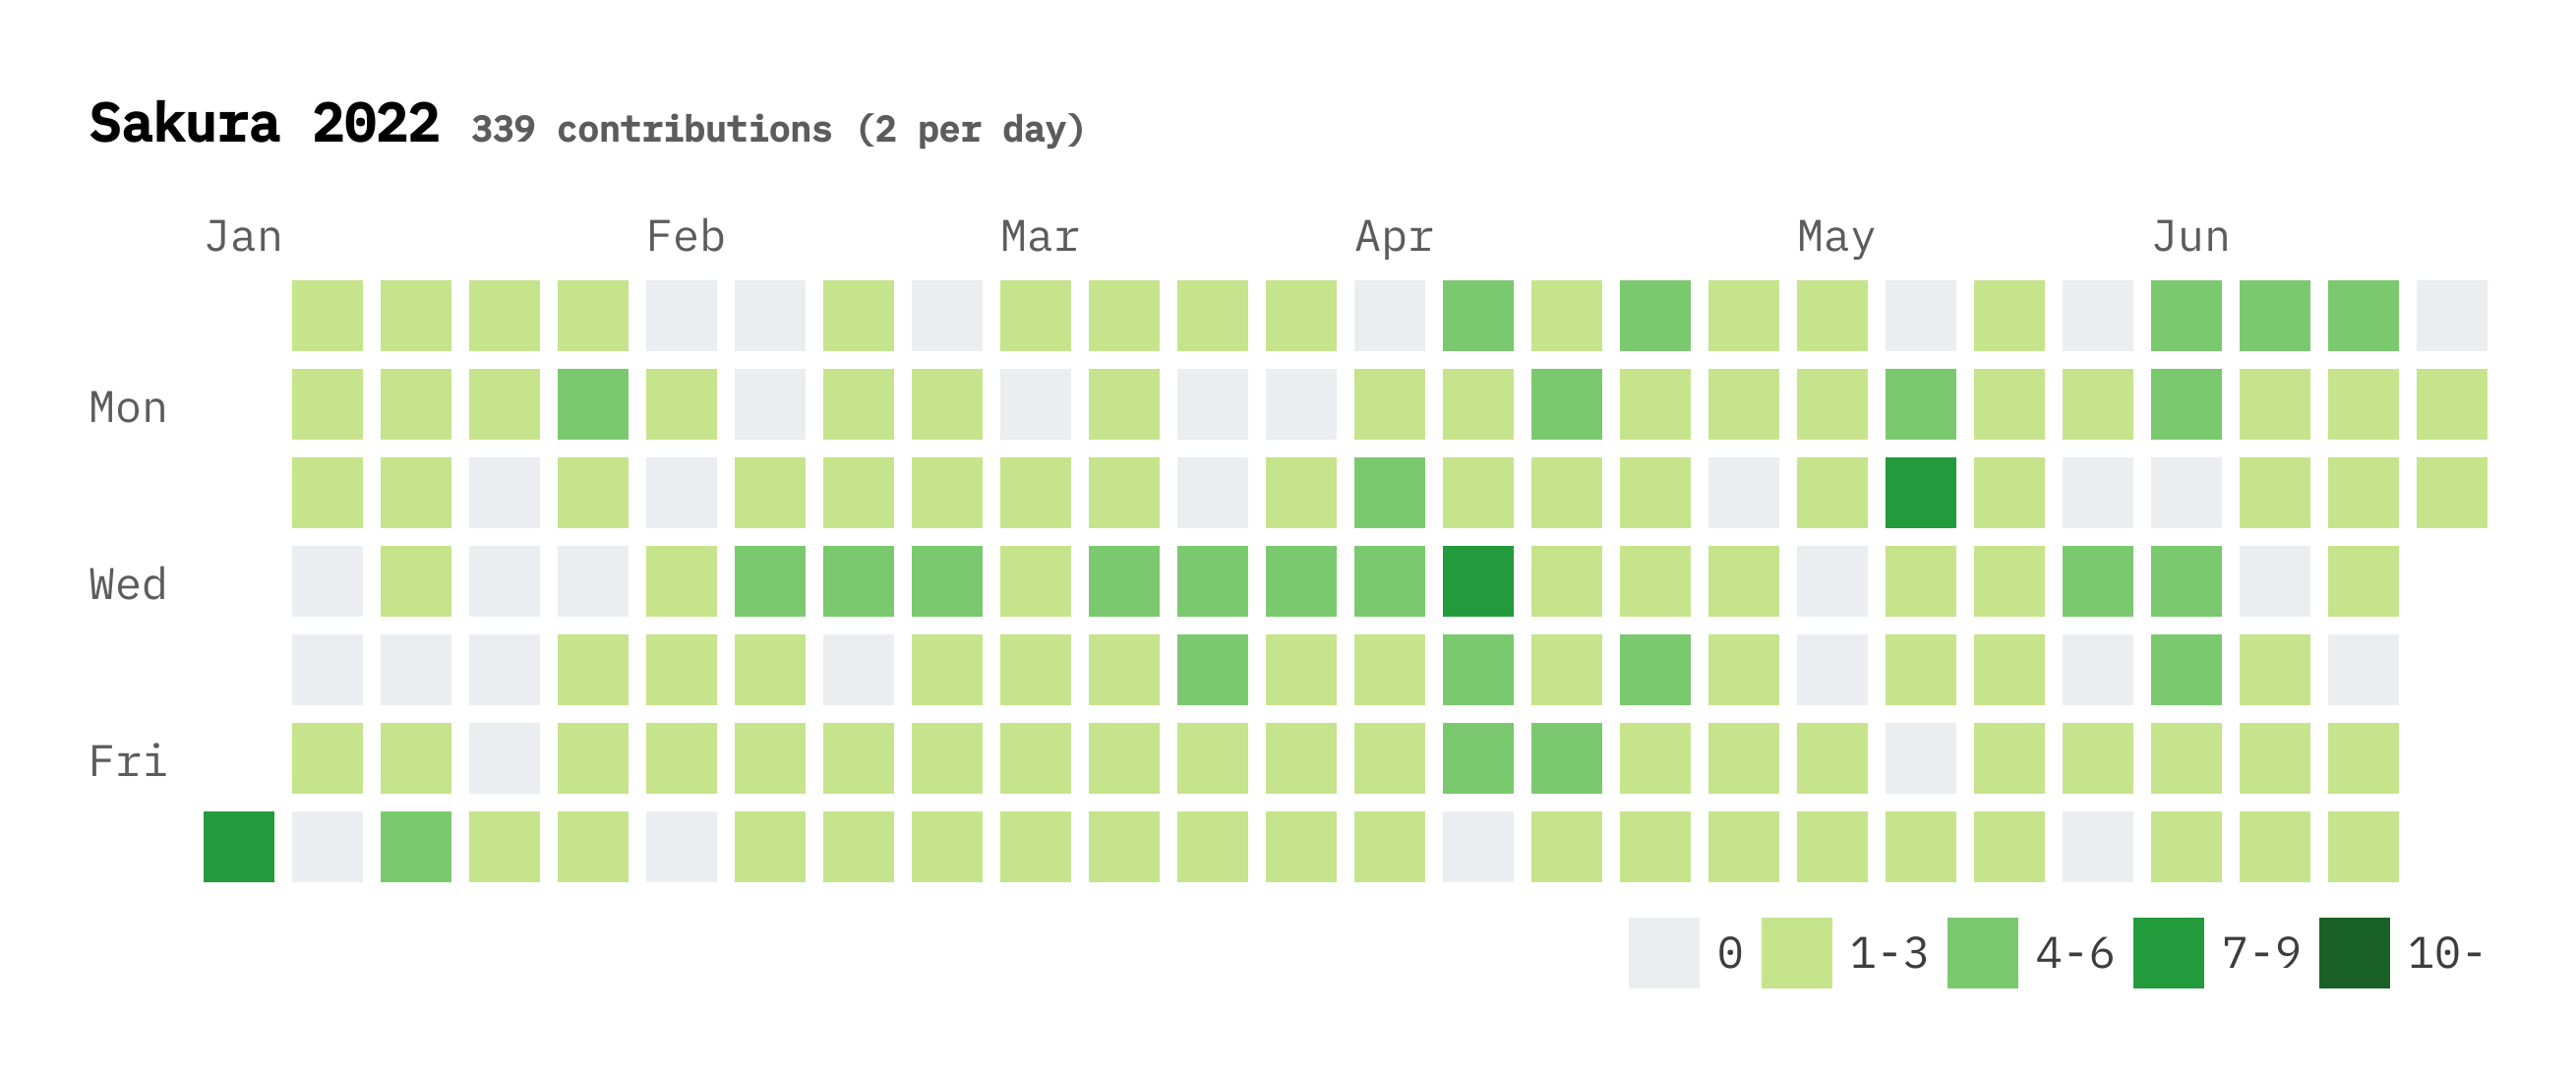 Sakura 2022 339 contributions (2 per day)
Jan Feb Mar Apr May Jun
Mon
Wed
Fri
0 1-3 4-6 7-9 10-